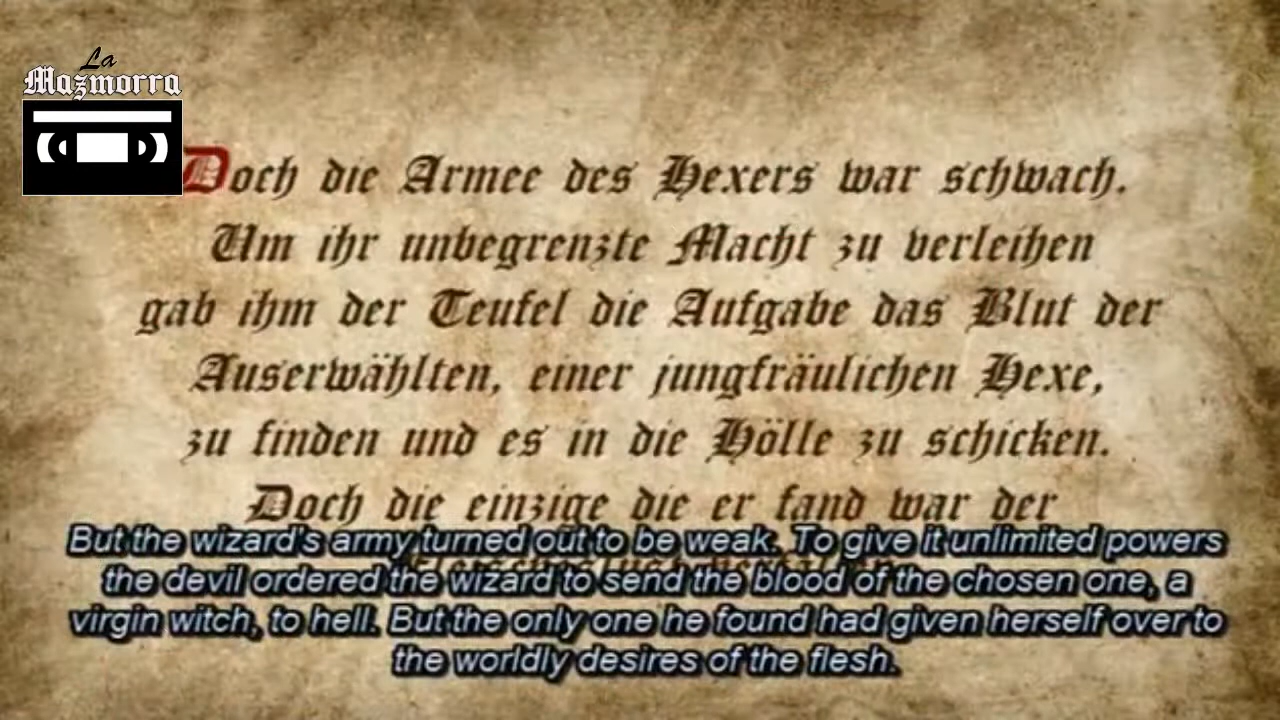 La
Mazmorra
Doch die Armee des Hexers war schwach.
Um ihr unbegrenzte Macht zu verleihen
gab ihm der Teufel die Aufgabe das Blut der
Auserwählten, einer jungfräulichen Hexe,
zu finden und es in die Hölle zu schicken.
Doch die einzige die er fand war der
But the wizard's army turned out to be weak. To give it unlimited powers
the devil ordered the wizard to send the blood of the chosen one, a
virgin witch, to hell. But the only one he found had given herself over to
the worldly desires of the flesh.